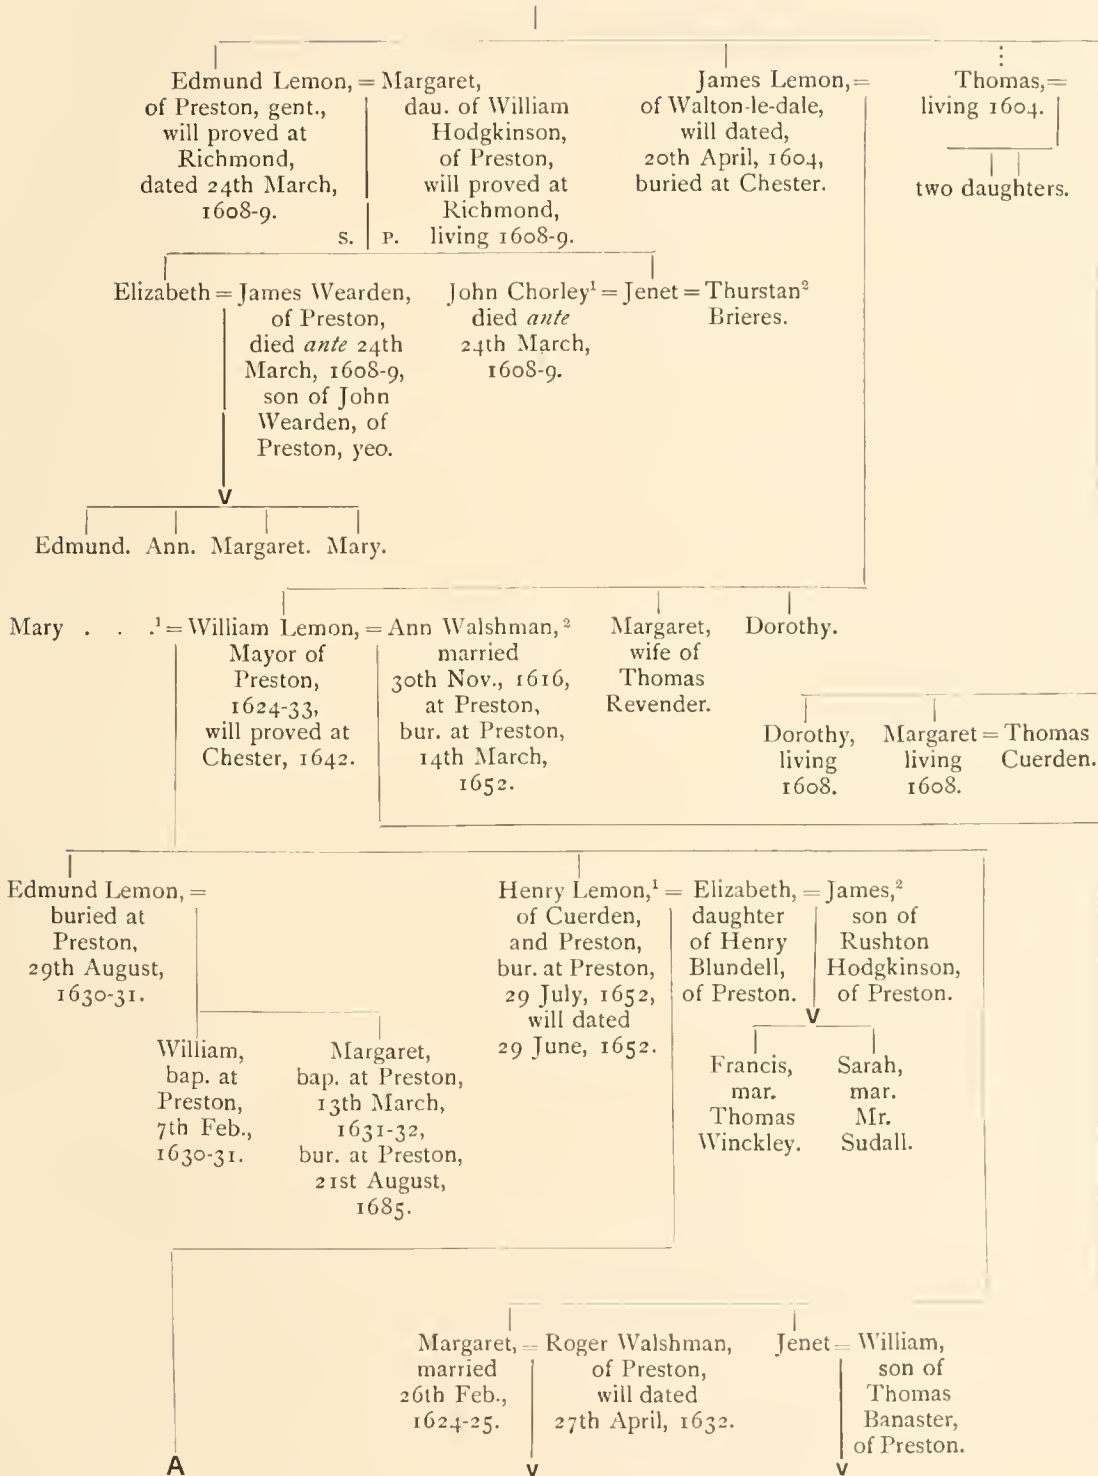 Edmund Lemon, = Margaret,
of Preston, gent.,
will proved at
Richmond,
dated 24th March,
1608-9.
dau. of William
Hodgkinson,
of Preston,
will proved at
Richmond,
living 1608-9.
S. P.
James Lemon, =
of Walton-le-dale,
will dated,
20th April, 1604,
buried at Chester.
Thomas, =
living 1604.
two daughters.
Elizabeth = James Wearden,
of Preston,
died ante 24th
March, 1608-9,
son of John
Wearden, of
Preston, yeo.
John Chorley¹ = Jenet = Thurstan²
died ante
24th March,
1608-9.
Brieres.
V
Edmund. Ann. Margaret. Mary.
Mary . . .¹ = William Lemon, = Ann Walshman,²
Mayor of
Preston,
1624-33,
will proved at
Chester, 1642.
married
30th Nov., 1616,
at Preston,
bur. at Preston,
14th March,
1652.
Margaret,
wife of
Thomas
Revender.
Dorothy.
Dorothy,
living
1608.
Margaret = Thomas
living
1608.
Cuerden.
Edmund Lemon, =
buried at
Preston,
29th August,
1630-31.
Henry Lemon,¹ = Elizabeth, = James,²
of Cuerden,
and Preston,
bur. at Preston,
29 July, 1652,
will dated
29 June, 1652.
daughter
of Henry
Blundell,
of Preston.
son of
Rushton
Hodgkinson,
of Preston.
V
William,
bap. at
Preston,
7th Feb.,
1630-31.
Margaret,
bap. at Preston,
13th March,
1631-32,
bur. at Preston,
21st August,
1685.
Francis,
mar.
Thomas
Winckley.
Sarah,
mar.
Mr.
Sudall.
Margaret, = Roger Walshman,
married
26th Feb.,
1624-25.
of Preston,
will dated
27th April, 1632.
Jenet = William,
son of
Thomas
Banaster,
of Preston.
A
V
V